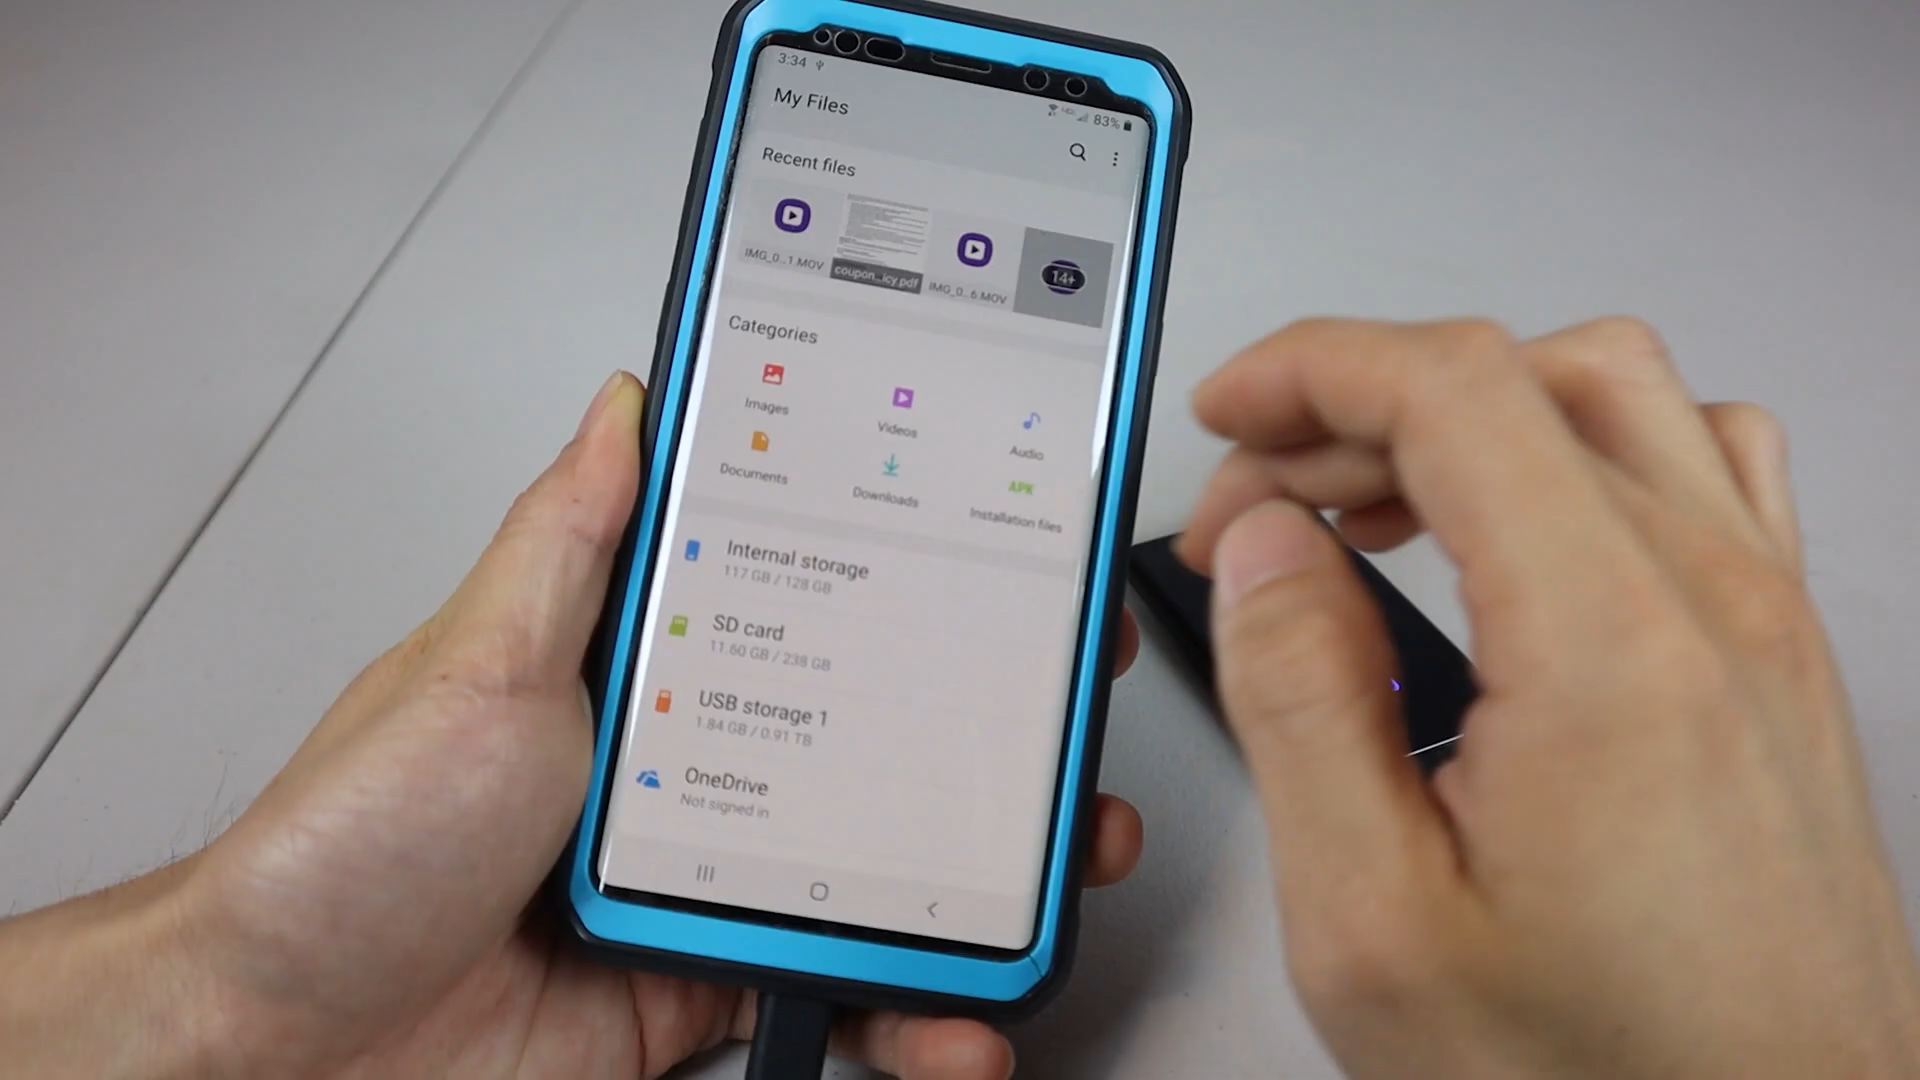 3:34
83%
My Files
Recent files
IMG_0...1.MOV
coupon...icy.pdf
IMG_0...6.MOV
14+
Categories
Images
Videos
Audio
Documents
Downloads
APK
Installation files
Internal storage
117 GB / 128 GB
SD card
11.60 GB / 238 GB
USB storage 1
1.84 GB / 0.91 TB
OneDrive
Not signed in